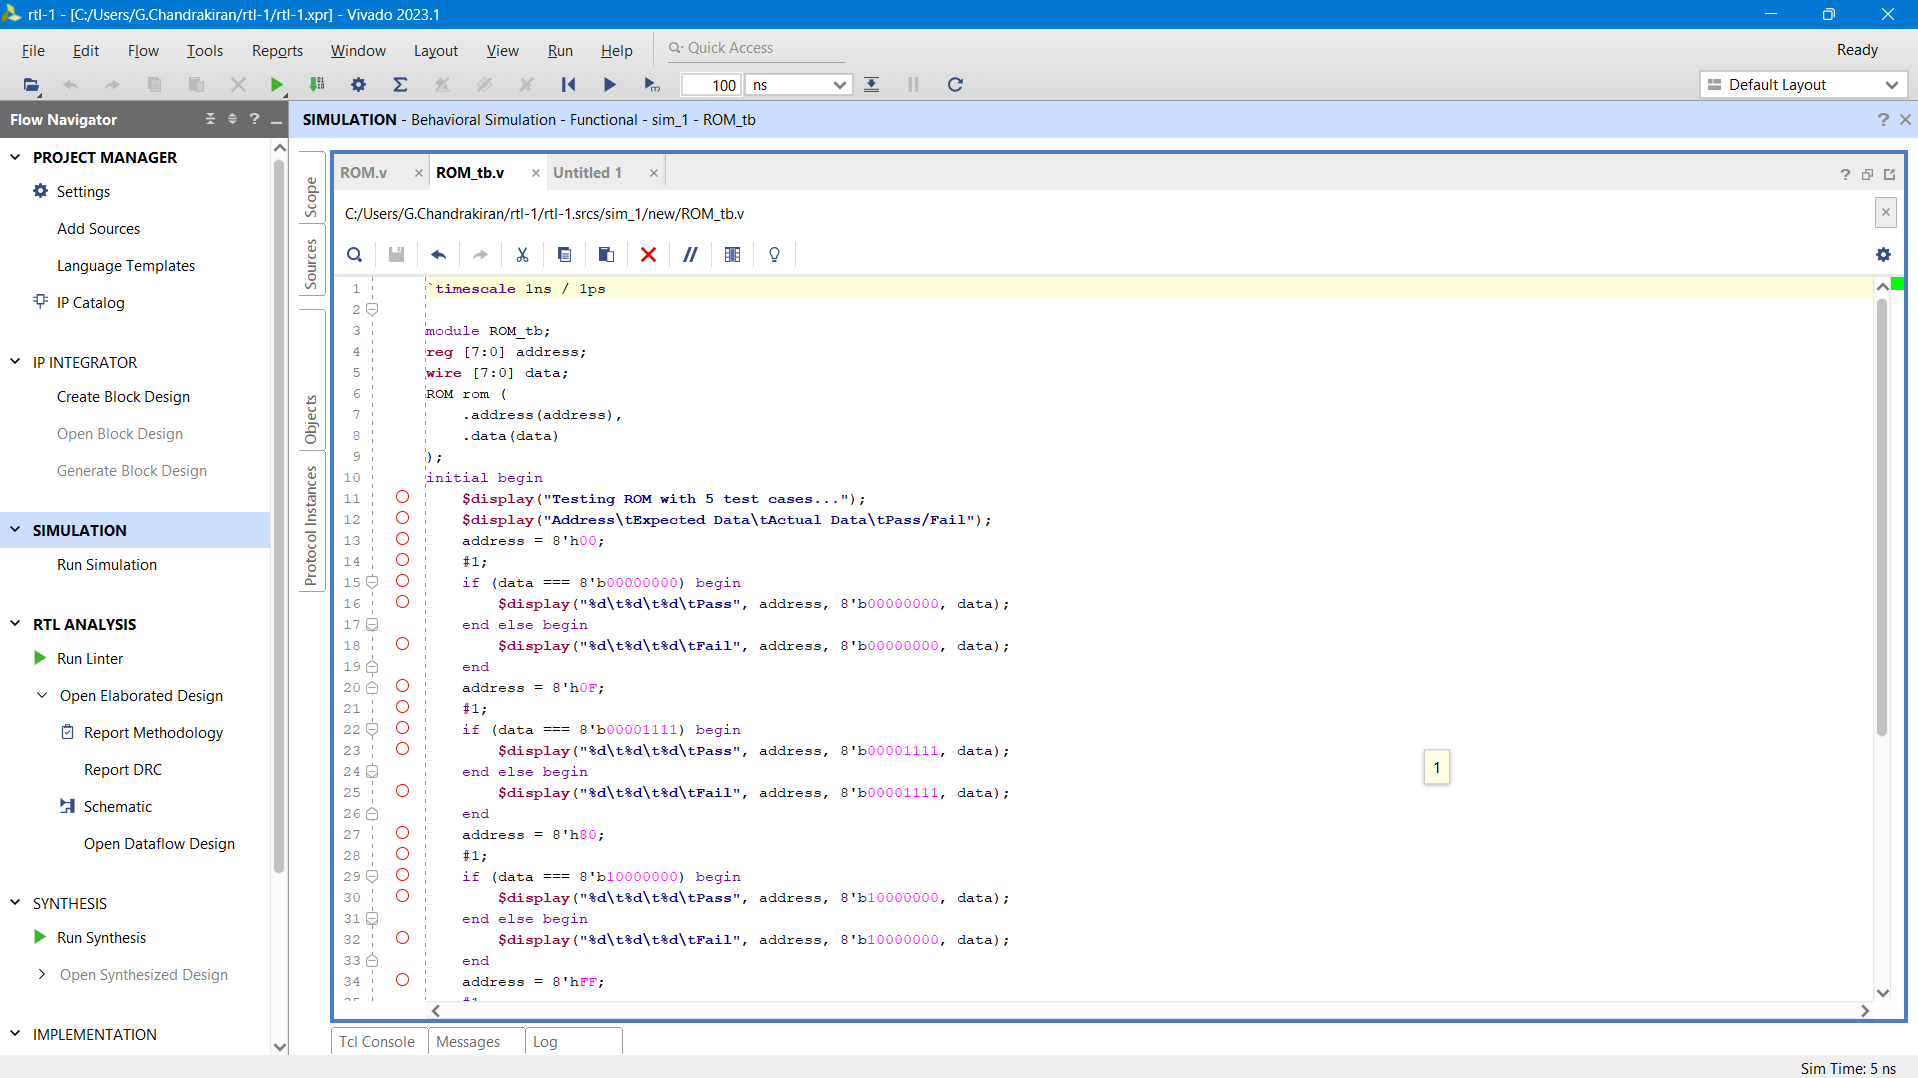 rtl-1 - [C:/Users/G.Chandrakiran/rtl-1/rtl-1.xpr] - Vivado 2023.1
File Edit Flow Tools Reports Window Layout View Run Help Quick Access Ready
100 ns Default Layout
Flow Navigator
SIMULATION - Behavioral Simulation - Functional - sim_1 - ROM_tb
PROJECT MANAGER
Settings
Add Sources
Language Templates
IP Catalog
IP INTEGRATOR
Create Block Design
Open Block Design
Generate Block Design
SIMULATION
Run Simulation
RTL ANALYSIS
Run Linter
Open Elaborated Design
Report Methodology
Report DRC
Schematic
Open Dataflow Design
SYNTHESIS
Run Synthesis
Open Synthesized Design
IMPLEMENTATION
Scope
Sources
Objects
Protocol Instances
ROM.v ROM_tb.v Untitled 1
C:/Users/G.Chandrakiran/rtl-1/rtl-1.srcs/sim_1/new/ROM_tb.v
1 `timescale 1ns / 1ps
2
3 module ROM_tb;
4 reg [7:0] address;
5 wire [7:0] data;
6 ROM rom (
7 .address(address),
8 .data(data)
9 );
10 initial begin
11 $display("Testing ROM with 5 test cases...");
12 $display("Address\tExpected Data\tActual Data\tPass/Fail");
13 address = 8'h00;
14 #1;
15 if (data === 8'b00000000) begin
16 $display("%d\t%d\t%d\tPass", address, 8'b00000000, data);
17 end else begin
18 $display("%d\t%d\t%d\tFail", address, 8'b00000000, data);
19 end
20 address = 8'h0F;
21 #1;
22 if (data === 8'b00001111) begin
23 $display("%d\t%d\t%d\tPass", address, 8'b00001111, data);
24 end else begin
25 $display("%d\t%d\t%d\tFail", address, 8'b00001111, data);
26 end
27 address = 8'h80;
28 #1;
29 if (data === 8'b10000000) begin
30 $display("%d\t%d\t%d\tPass", address, 8'b10000000, data);
31 end else begin
32 $display("%d\t%d\t%d\tFail", address, 8'b10000000, data);
33 end
34 address = 8'hFF;
1
Tcl Console Messages Log
Sim Time: 5 ns